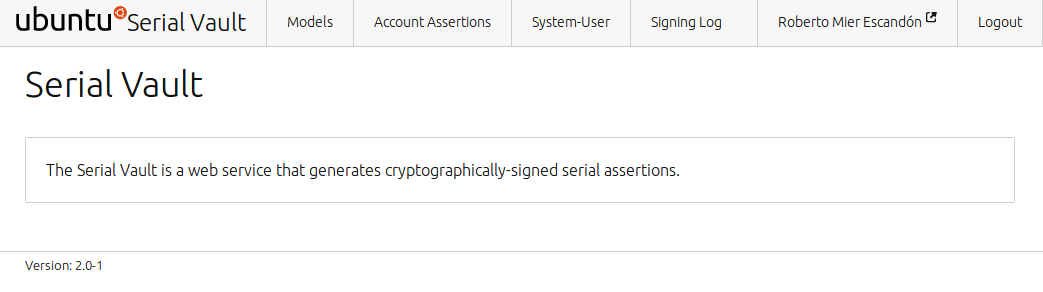 ubuntu Serial Vault Models Account Assertions System-User Signing Log Roberto Mier Escandón Logout
Serial Vault
The Serial Vault is a web service that generates cryptographically-signed serial assertions.
Version: 2.0-1